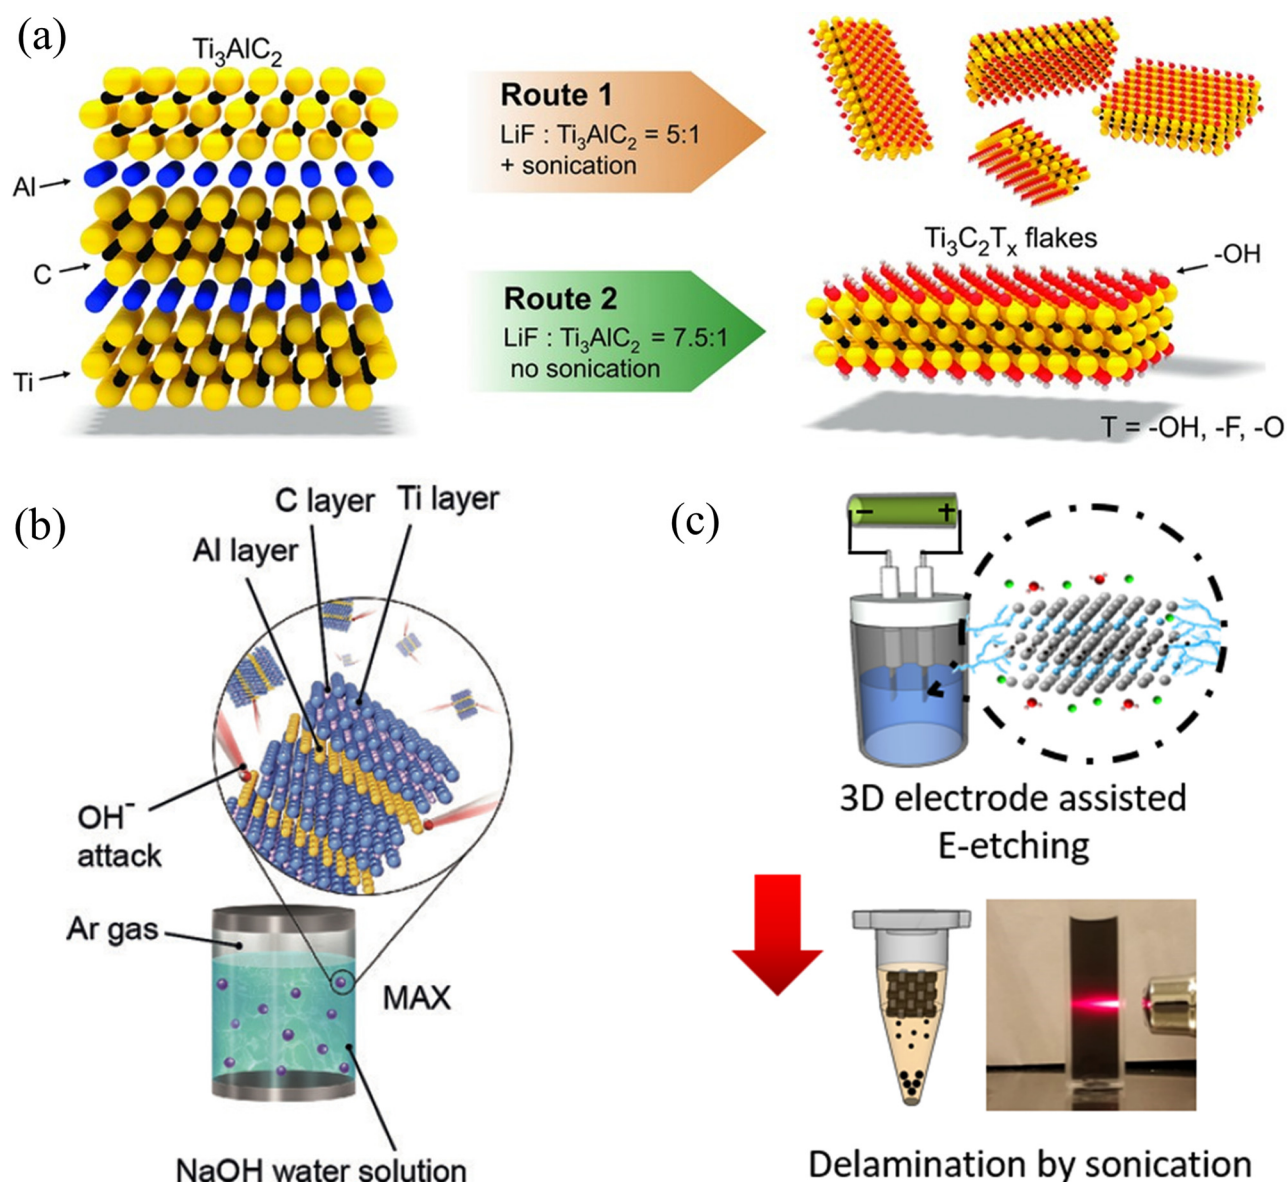 (a)
Ti₃AlC₂
Al
C
Ti
Route 1
LiF : Ti₃AlC₂ = 5:1
+ sonication
Route 2
LiF : Ti₃AlC₂ = 7.5:1
no sonication
Ti₃C₂Tₓ flakes
-OH
T = -OH, -F, -O
(b)
C layer
Ti layer
Al layer
OH⁻
attack
Ar gas
MAX
NaOH water solution
(c)
− +
3D electrode assisted
E-etching
Delamination by sonication